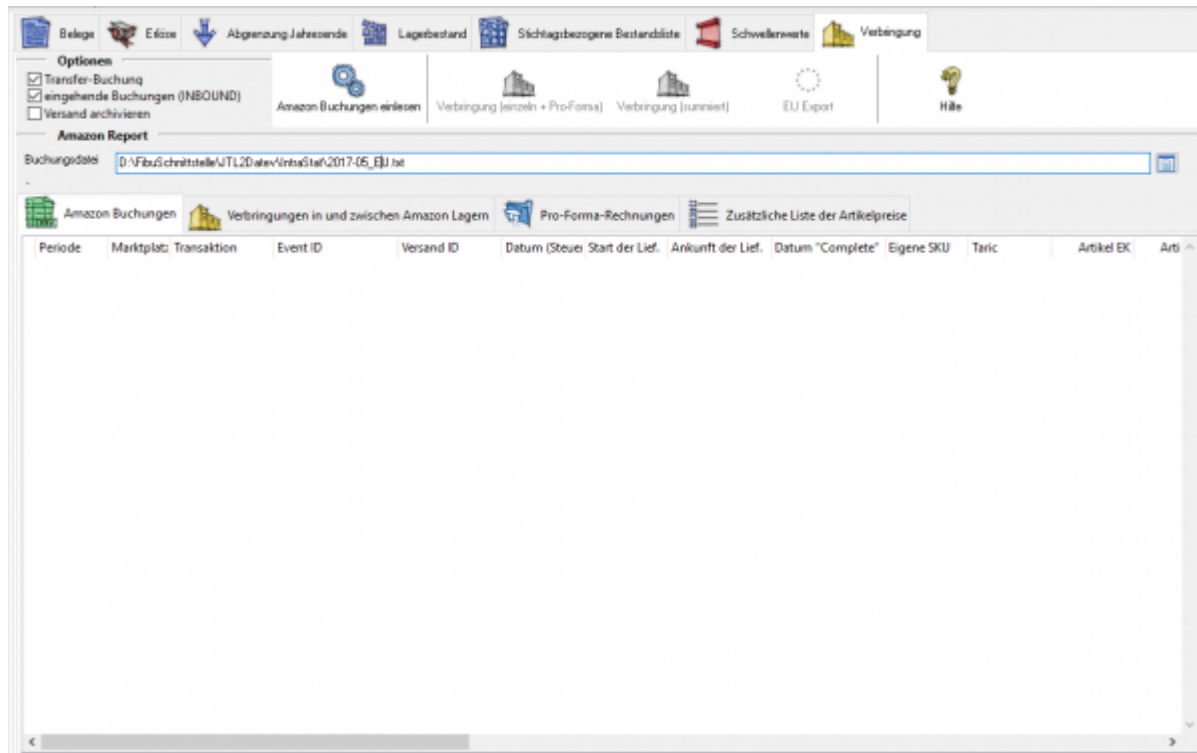 Belege Erlöse Abgrenzung Jahresende Lagerbestand Stichtagsbezogene Bestandsliste Schwellenwerte Verbringung
Optionen
Transfer-Buchung
eingehende Buchungen (INBOUND)
Versand archivieren
Amazon Buchungen einlesen
Verbringung (einzeln + Pro-Forma)
Verbringung (summiert)
EU Export
Hilfe
Amazon Report
Buchungsdatei D:\FibuSchnittstelle\JTL2Datev\IntraStat\2017-05_EU.txt
-
Amazon Buchungen Verbringungen in und zwischen Amazon Lagern Pro-Forma-Rechnungen Zusätzliche Liste der Artikelpreise
Periode Marktplatz Transaktion Event ID Versand ID Datum (Steuer Start der Lief. Ankunft der Lief. Datum "Complete" Eigene SKU Taric Artikel EK Arti